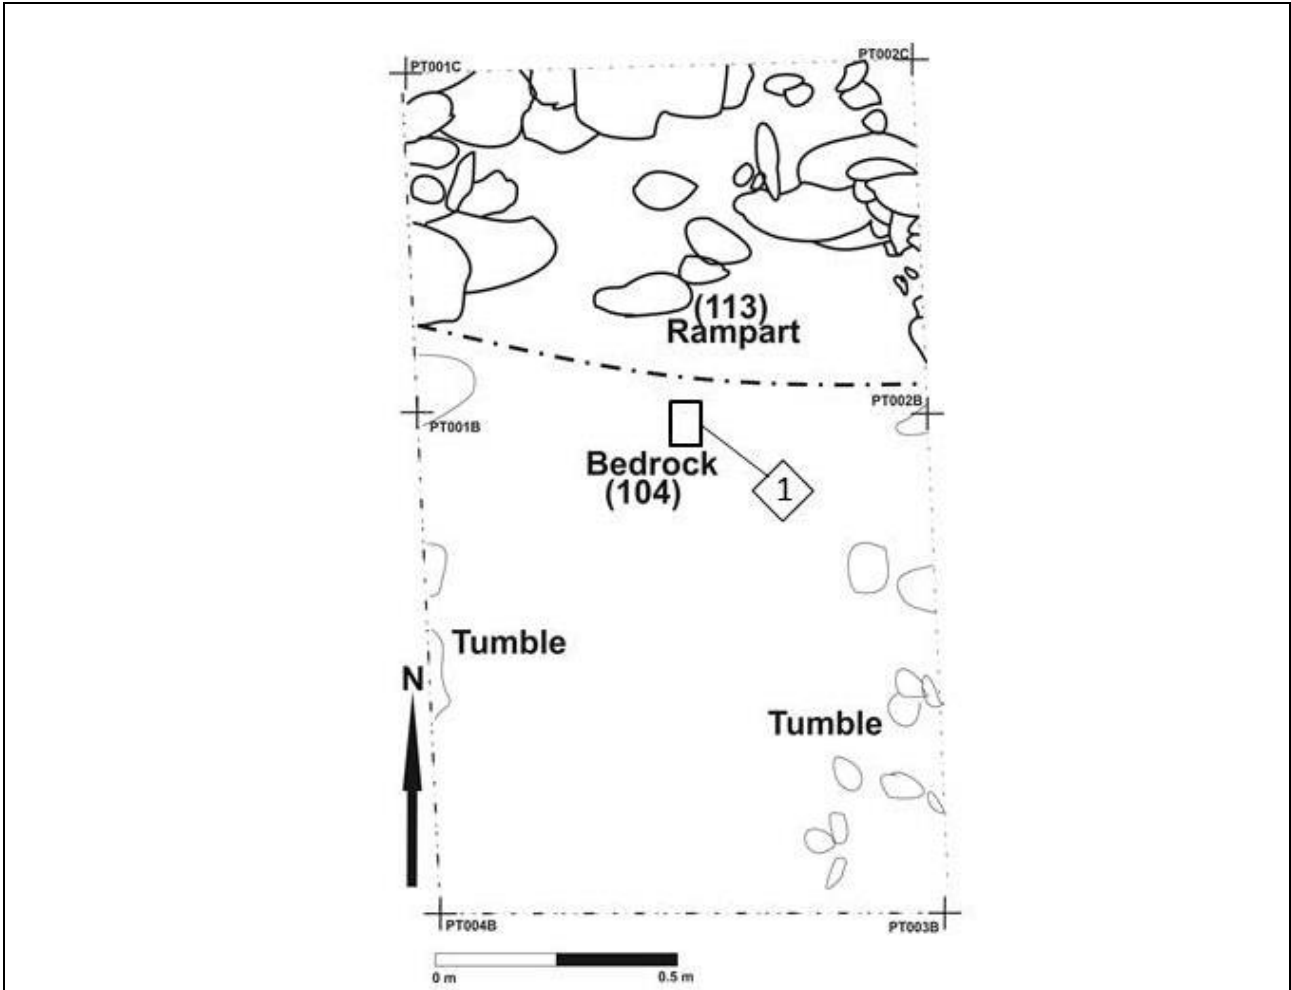 PT001C
PT002C
(113)
Rampart
PT002B
PT001B
Bedrock
(104)
1
Tumble
N
Tumble
PT004B
PT003B
0 m
0.5 m